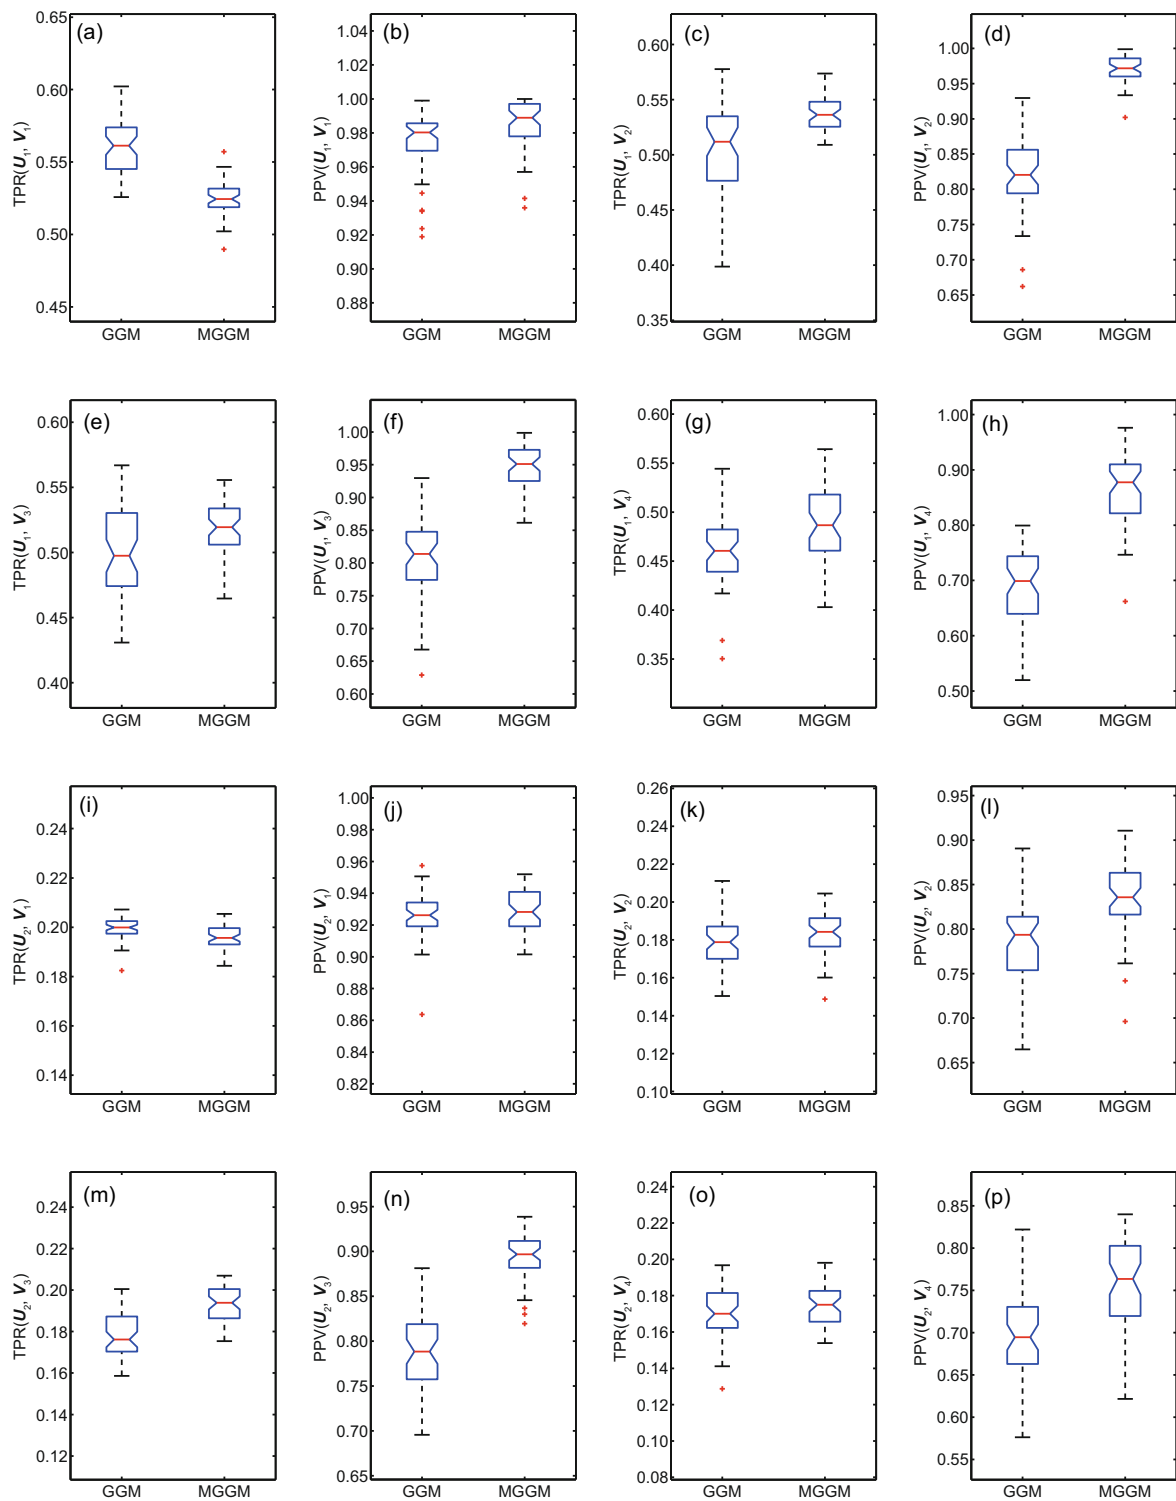 (a)
TPR(U1, V1)
0.65
0.60
0.55
0.50
0.45
GGM MGGM
(b)
PPV(U1, V1)
1.04
1.02
1.00
0.98
0.96
0.94
0.92
0.90
0.88
GGM MGGM
(c)
TPR(U1, V2)
0.60
0.55
0.50
0.45
0.40
0.35
GGM MGGM
(d)
PPV(U1, V2)
1.00
0.95
0.90
0.85
0.80
0.75
0.70
0.65
GGM MGGM
(e)
TPR(U1, V3)
0.60
0.55
0.50
0.45
0.40
GGM MGGM
(f)
PPV(U1, V3)
1.00
0.95
0.90
0.85
0.80
0.75
0.70
0.65
0.60
GGM MGGM
(g)
TPR(U1, V4)
0.60
0.55
0.50
0.45
0.40
0.35
GGM MGGM
(h)
PPV(U1, V4)
1.00
0.90
0.80
0.70
0.60
0.50
GGM MGGM
(i)
TPR(U2, V1)
0.24
0.22
0.20
0.18
0.16
0.14
GGM MGGM
(j)
PPV(U2, V1)
1.00
0.98
0.96
0.94
0.92
0.90
0.88
0.86
0.84
0.82
GGM MGGM
(k)
TPR(U2, V2)
0.26
0.24
0.22
0.20
0.18
0.16
0.14
0.12
0.10
GGM MGGM
(l)
PPV(U2, V2)
0.95
0.90
0.85
0.80
0.75
0.70
0.65
GGM MGGM
(m)
TPR(U2, V3)
0.24
0.22
0.20
0.18
0.16
0.14
0.12
GGM MGGM
(n)
PPV(U2, V3)
0.95
0.90
0.85
0.80
0.75
0.70
0.65
GGM MGGM
(o)
TPR(U2, V4)
0.24
0.22
0.20
0.18
0.16
0.14
0.12
0.10
0.08
GGM MGGM
(p)
PPV(U2, V4)
0.85
0.80
0.75
0.70
0.65
0.60
0.55
GGM MGGM